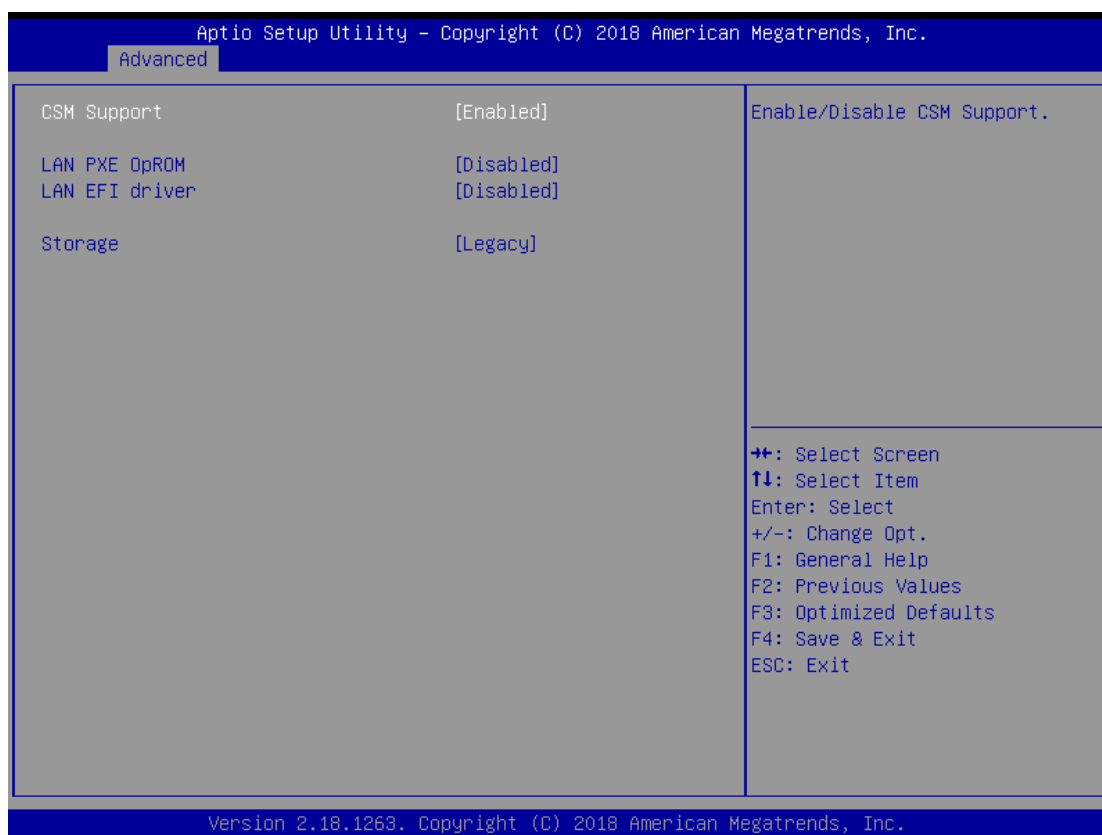 Aptio Setup Utility – Copyright (C) 2018 American Megatrends, Inc.
Advanced
CSM Support [Enabled]
LAN PXE OpROM [Disabled]
LAN EFI driver [Disabled]
Storage [Legacy]
Enable/Disable CSM Support.
→←: Select Screen
↑↓: Select Item
Enter: Select
+/-: Change Opt.
F1: General Help
F2: Previous Values
F3: Optimized Defaults
F4: Save & Exit
ESC: Exit
Version 2.18.1263. Copyright (C) 2018 American Megatrends, Inc.